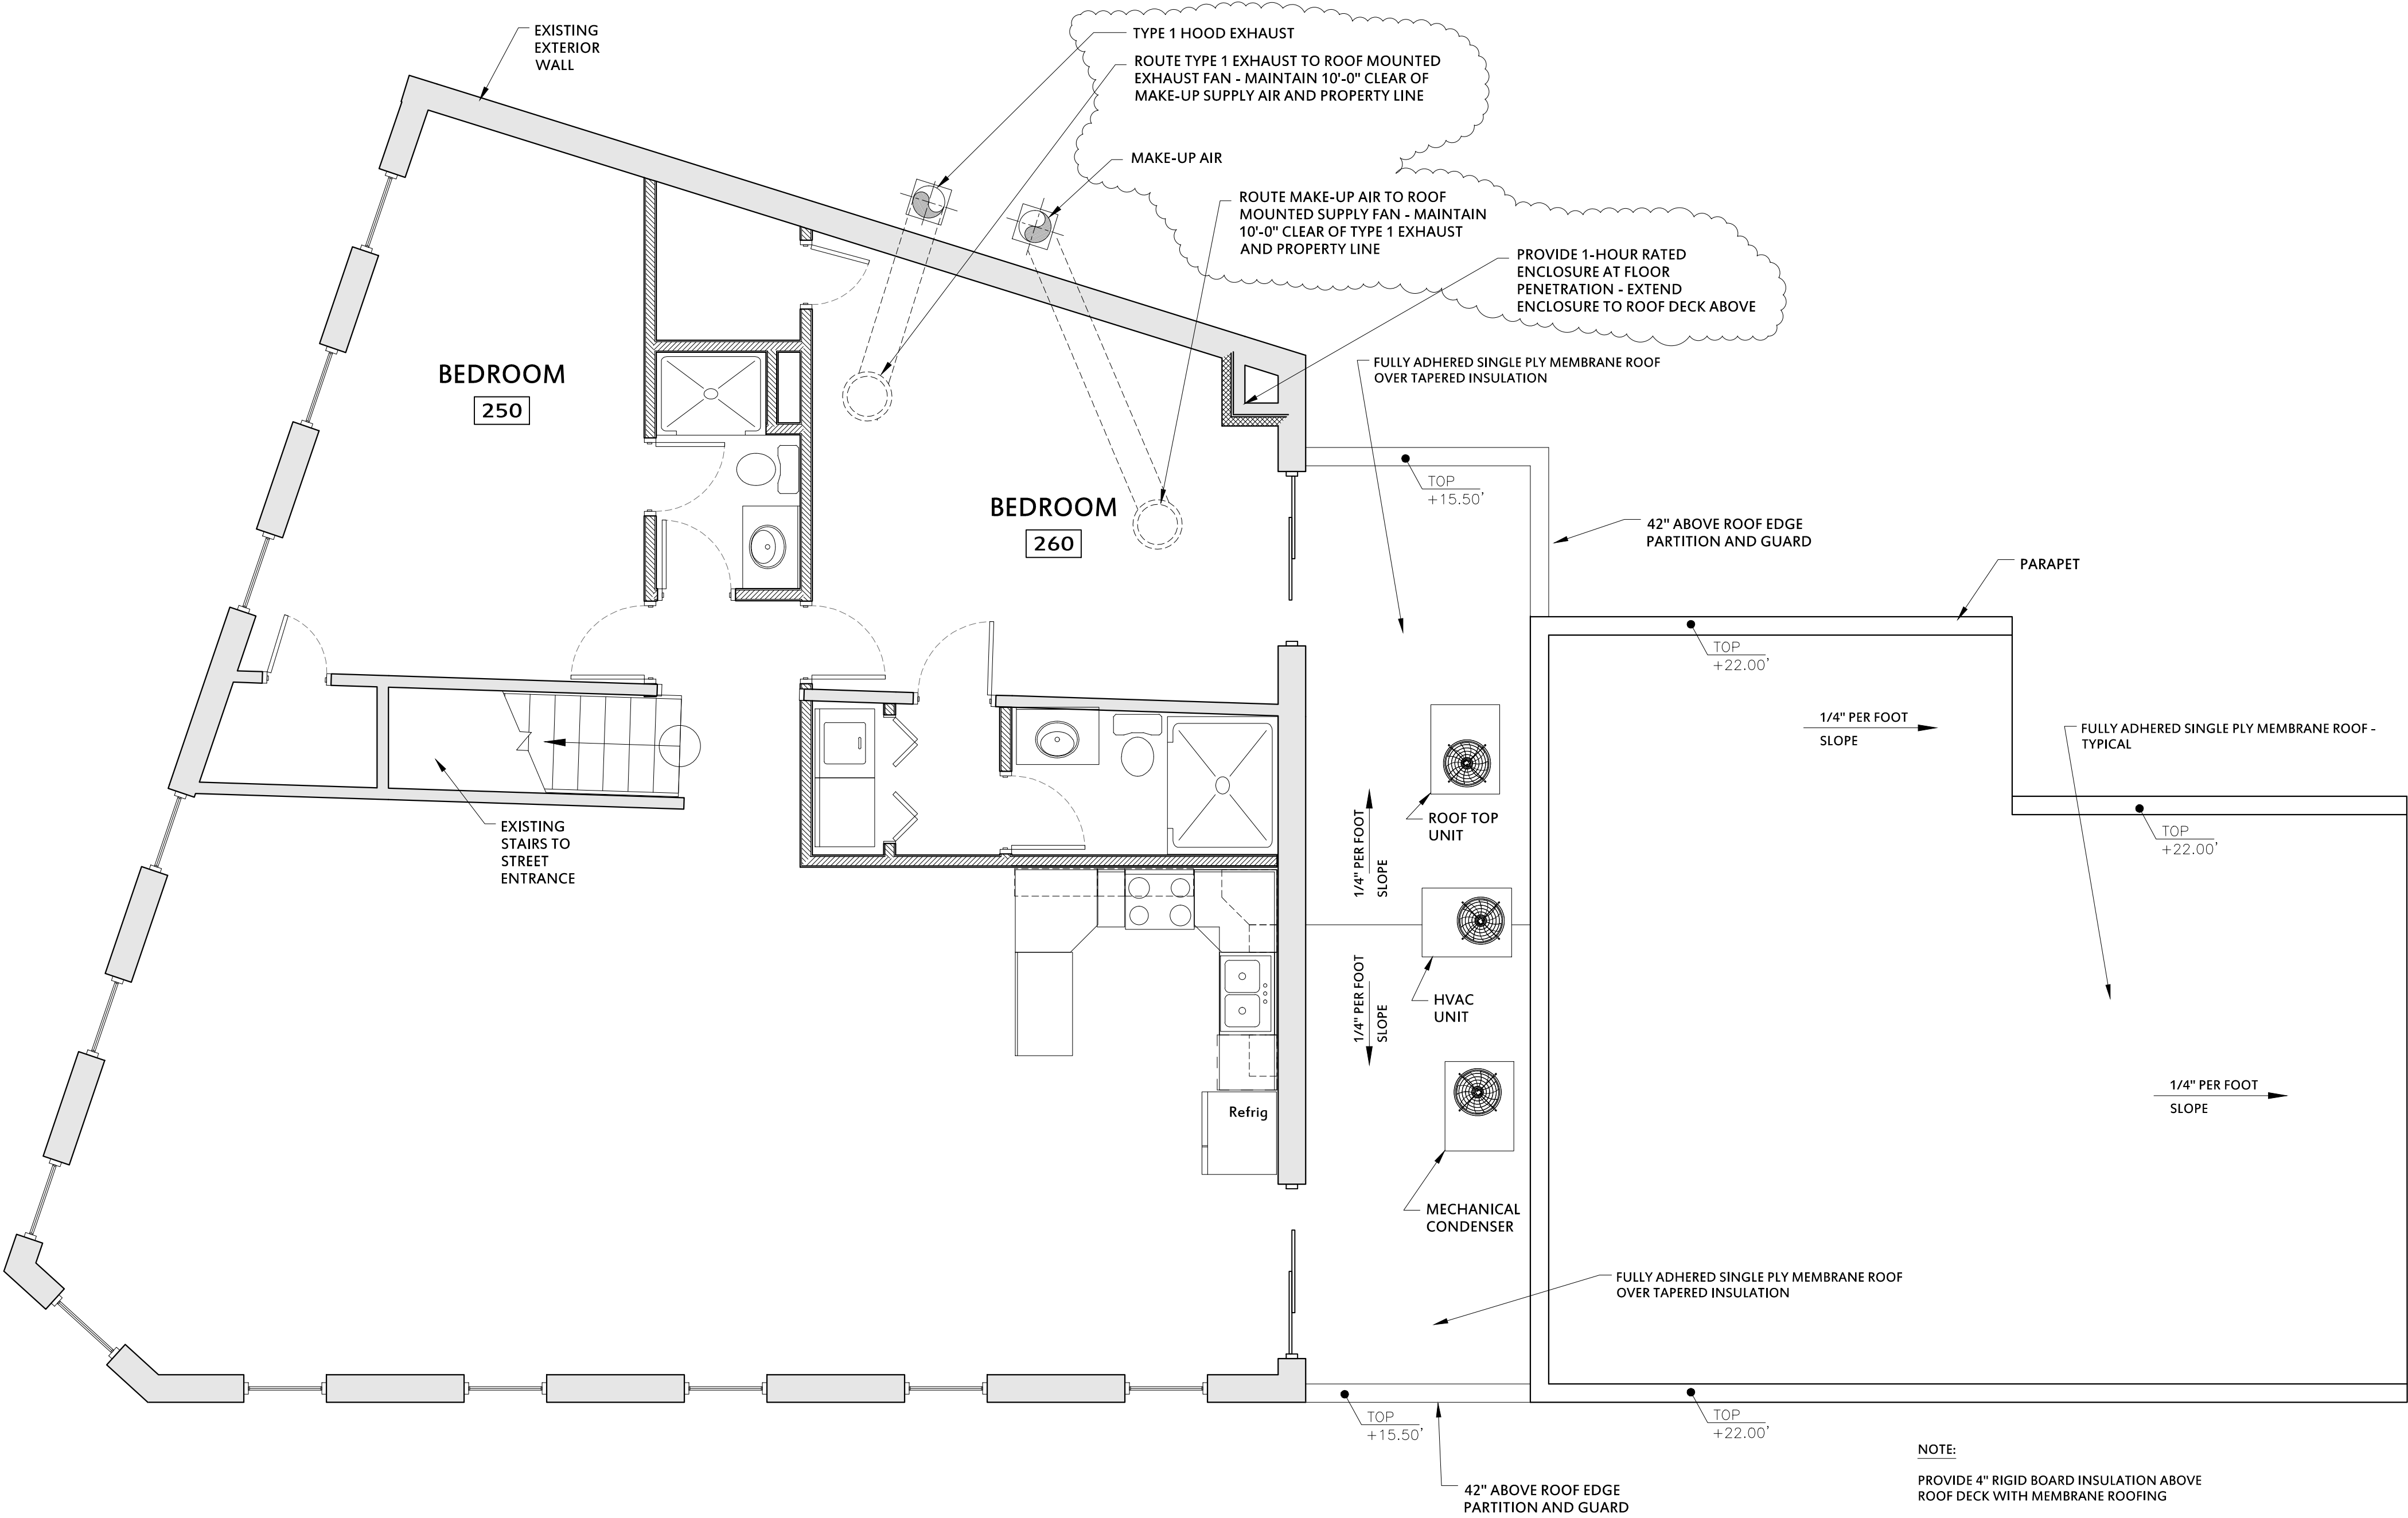 EXISTING
EXTERIOR
WALL
TYPE 1 HOOD EXHAUST
ROUTE TYPE 1 EXHAUST TO ROOF MOUNTED
EXHAUST FAN - MAINTAIN 10'-0" CLEAR OF
MAKE-UP SUPPLY AIR AND PROPERTY LINE
MAKE-UP AIR
ROUTE MAKE-UP AIR TO ROOF
MOUNTED SUPPLY FAN - MAINTAIN
10'-0" CLEAR OF TYPE 1 EXHAUST
AND PROPERTY LINE
PROVIDE 1-HOUR RATED
ENCLOSURE AT FLOOR
PENETRATION - EXTEND
ENCLOSURE TO ROOF DECK ABOVE
FULLY ADHERED SINGLE PLY MEMBRANE ROOF
OVER TAPERED INSULATION
BEDROOM
250
BEDROOM
260
TOP
+15.50'
42" ABOVE ROOF EDGE
PARTITION AND GUARD
PARAPET
TOP
+22.00'
1/4" PER FOOT
SLOPE
FULLY ADHERED SINGLE PLY MEMBRANE ROOF -
TYPICAL
TOP
+22.00'
EXISTING
STAIRS TO
STREET
ENTRANCE
ROOF TOP
UNIT
1/4" PER FOOT
SLOPE
1/4" PER FOOT
SLOPE
HVAC
UNIT
1/4" PER FOOT
SLOPE
Refrig
MECHANICAL
CONDENSER
FULLY ADHERED SINGLE PLY MEMBRANE ROOF
OVER TAPERED INSULATION
TOP
+15.50'
TOP
+22.00'
42" ABOVE ROOF EDGE
PARTITION AND GUARD
NOTE:
PROVIDE 4" RIGID BOARD INSULATION ABOVE
ROOF DECK WITH MEMBRANE ROOFING